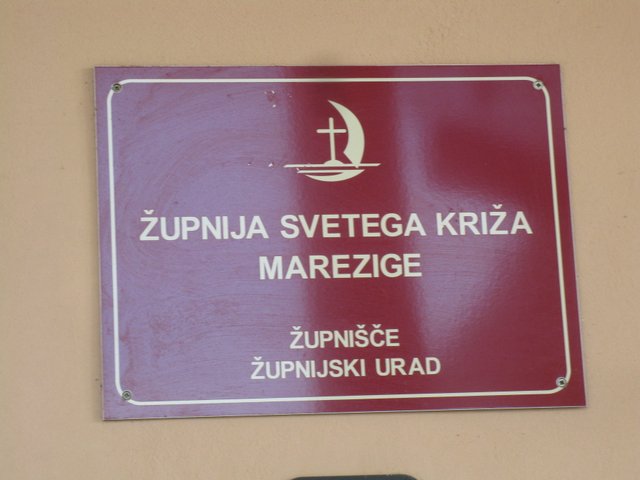 ŽUPNIJA SVETEGA KRIŽA
MAREZIGE
ŽUPNIŠČE
ŽUPNIJSKI URAD